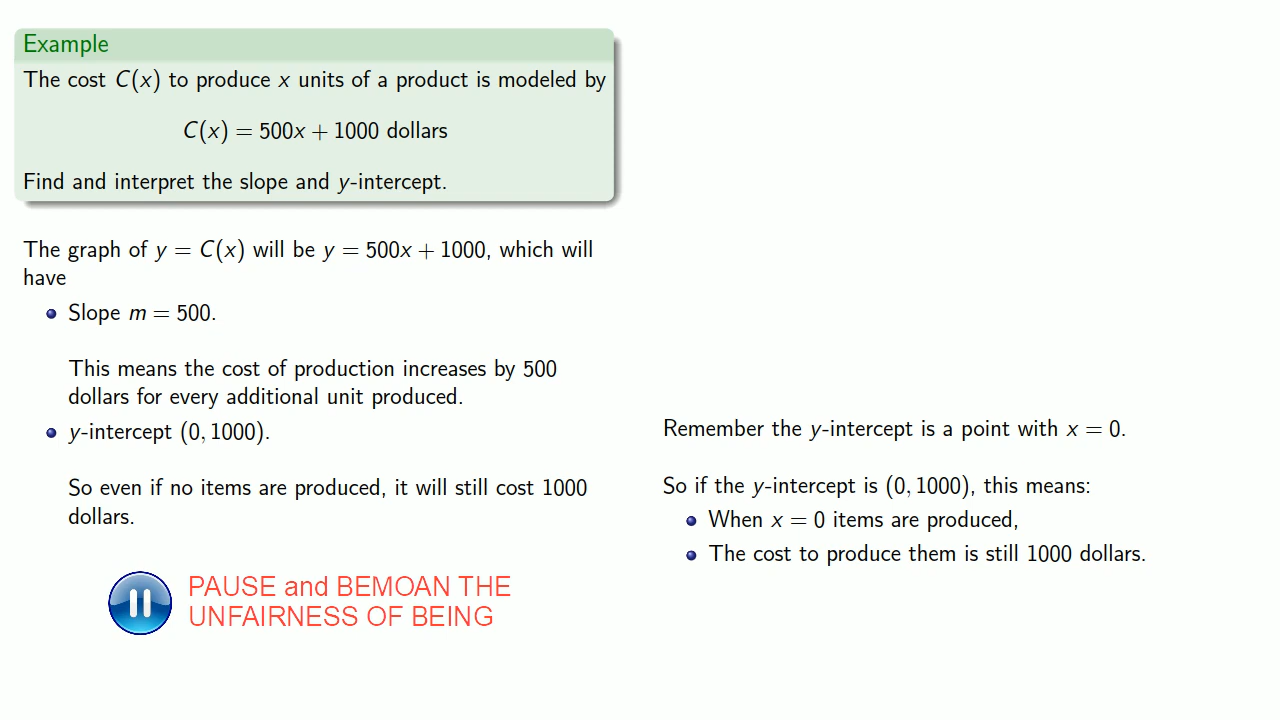 Example
The cost C(x) to produce x units of a product is modeled by
C(x) = 500x + 1000 dollars
Find and interpret the slope and y-intercept.
The graph of y = C(x) will be y = 500x + 1000, which will
have
Slope m = 500.
This means the cost of production increases by 500
dollars for every additional unit produced.
y-intercept (0, 1000).
So even if no items are produced, it will still cost 1000
dollars.
PAUSE and BEMOAN THE
UNFAIRNESS OF BEING
Remember the y-intercept is a point with x = 0.
So if the y-intercept is (0, 1000), this means:
When x = 0 items are produced,
The cost to produce them is still 1000 dollars.